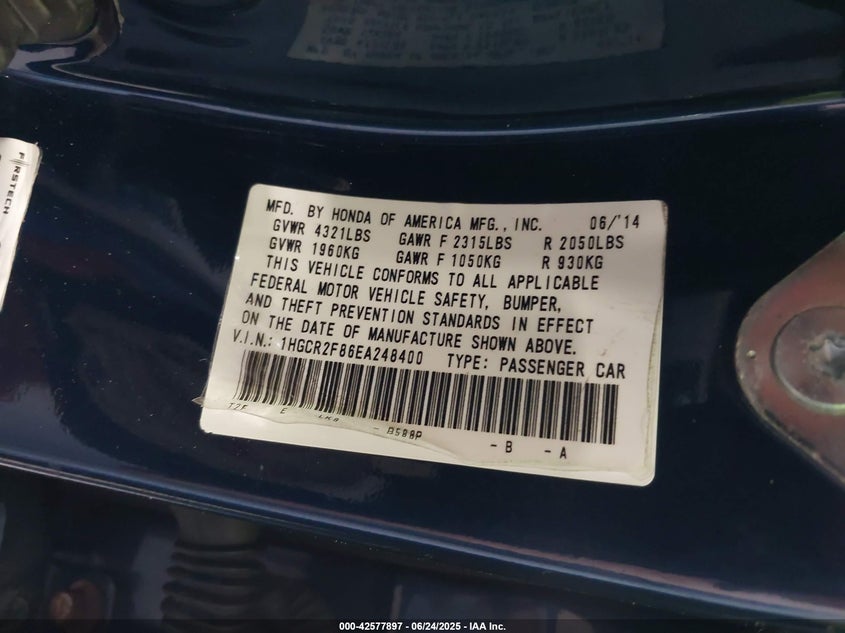 MFD. BY HONDA OF AMERICA MFG., INC. 06/'14
GVWR 4321LBS GAWR F 2315LBS R 2050LBS
GVWR 1960KG GAWR F 1050KG R 930KG
THIS VEHICLE CONFORMS TO ALL APPLICABLE
FEDERAL MOTOR VEHICLE SAFETY, BUMPER,
AND THEFT PREVENTION STANDARDS IN EFFECT
ON THE DATE OF MANUFACTURE SHOWN ABOVE.
V.I.N.: 1HGCR2F86EA248400 TYPE: PASSENGER CAR
E - B588P - B - A
FIRSTECH
000-42577897 - 06/24/2025 - IAA Inc.